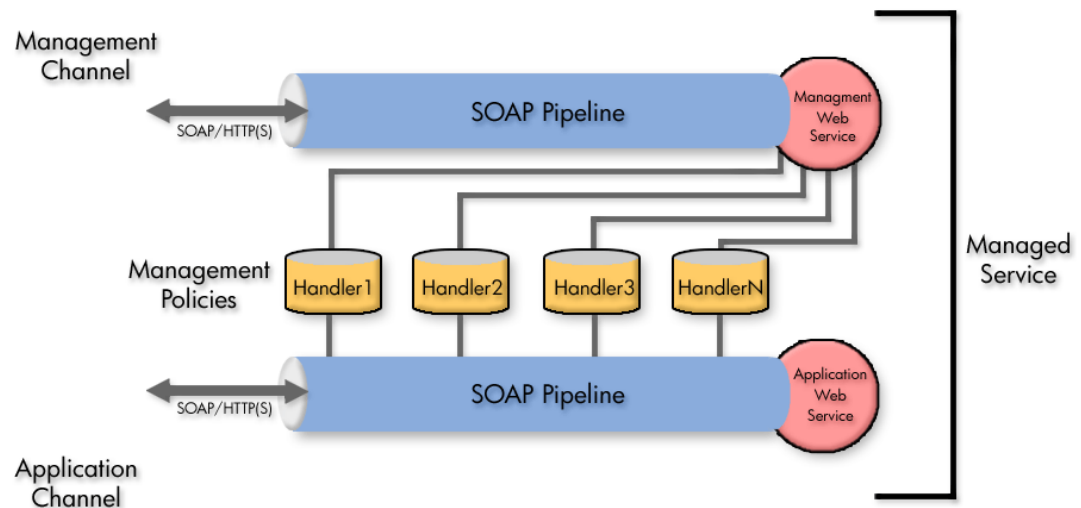 Management
Channel
SOAP/HTTP(S)
SOAP Pipeline
Managment
Web
Service
Management
Policies
Handler1
Handler2
Handler3
HandlerN
Managed
Service
SOAP/HTTP(S)
SOAP Pipeline
Application
Web
Service
Application
Channel